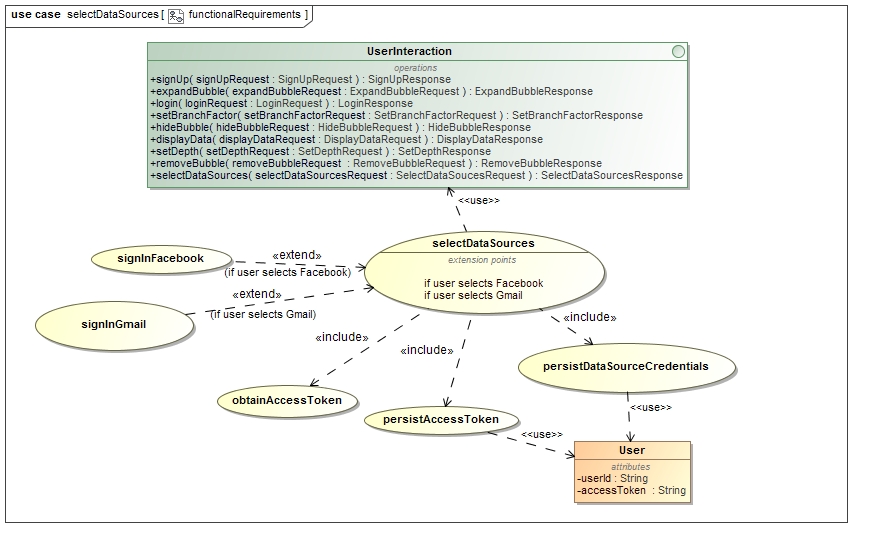 use case selectDataSources [ functionalRequirements ]
UserInteraction
operations
+signUp( signUpRequest : SignUpRequest ) : SignUpResponse
+expandBubble( expandBubbleRequest : ExpandBubbleRequest ) : ExpandBubbleResponse
+login( loginRequest : LoginRequest ) : LoginResponse
+setBranchFactor( setBranchFactorRequest : SetBranchFactorRequest ) : SetBranchFactorResponse
+hideBubble( hideBubbleRequest : HideBubbleRequest ) : HideBubbleResponse
+displayData( displayDataRequest : DisplayDataRequest ) : DisplayDataResponse
+setDepth( setDepthRequest : SetDepthRequest ) : SetDepthResponse
+removeBubble( removeBubbleRequest : RemoveBubbleRequest ) : RemoveBubbleResponse
+selectDataSources( selectDataSourcesRequest : SelectDataSoucesRequest ) : SelectDataSourcesResponse
<<use>>
selectDataSources
extension points
if user selects Facebook
if user selects Gmail
signInFacebook
«extend»
(if user selects Facebook)
«extend»
(if user selects Gmail)
signInGmail
«include»
«include»
«include»
persistDataSourceCredentials
obtainAccessToken
persistAccessToken
<<use>>
<<use>>
User
attributes
-userId : String
-accessToken : String